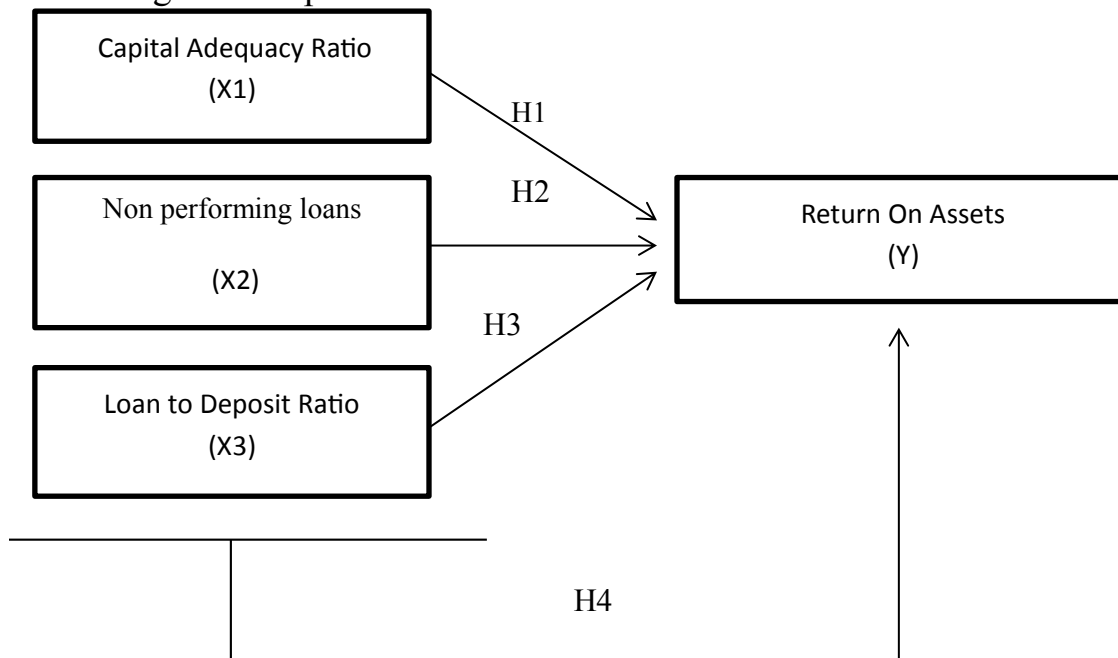 Capital Adequacy Ratio
(X1)
H1
H2
Non performing loans
(X2)
Return On Assets
(Y)
H3
Loan to Deposit Ratio
(X3)
H4